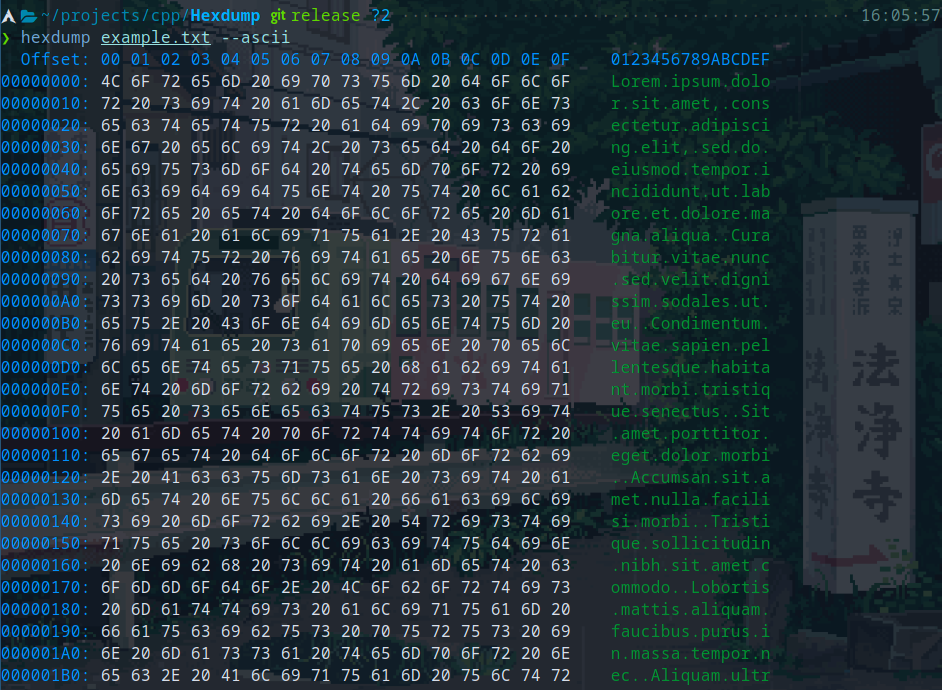 ~/projects/cpp/Hexdump git release ?2 16:05:57
❯ hexdump example.txt --ascii
Offset: 00 01 02 03 04 05 06 07 08 09 0A 0B 0C 0D 0E 0F 0123456789ABCDEF
00000000: 4C 6F 72 65 6D 20 69 70 73 75 6D 20 64 6F 6C 6F Lorem.ipsum.dolo
00000010: 72 20 73 69 74 20 61 6D 65 74 2C 20 63 6F 6E 73 r.sit.amet,.cons
00000020: 65 63 74 65 74 75 72 20 61 64 69 70 69 73 63 69 ectetur.adipisci
00000030: 6E 67 20 65 6C 69 74 2C 20 73 65 64 20 64 6F 20 ng.elit,.sed.do.
00000040: 65 69 75 73 6D 6F 64 20 74 65 6D 70 6F 72 20 69 eiusmod.tempor.i
00000050: 6E 63 69 64 69 64 75 6E 74 20 75 74 20 6C 61 62 ncididunt.ut.lab
00000060: 6F 72 65 20 65 74 20 64 6F 6C 6F 72 65 20 6D 61 ore.et.dolore.ma
00000070: 67 6E 61 20 61 6C 69 71 75 61 2E 20 43 75 72 61 gna.aliqua..Cura
00000080: 62 69 74 75 72 20 76 69 74 61 65 20 6E 75 6E 63 bitur.vitae.nunc
00000090: 20 73 65 64 20 76 65 6C 69 74 20 64 69 67 6E 69 .sed.velit.digni
000000A0: 73 73 69 6D 20 73 6F 64 61 6C 65 73 20 75 74 20 ssim.sodales.ut.
000000B0: 65 75 2E 20 43 6F 6E 64 69 6D 65 6E 74 75 6D 20 eu..Condimentum.
000000C0: 76 69 74 61 65 20 73 61 70 69 65 6E 20 70 65 6C vitae.sapien.pel
000000D0: 6C 65 6E 74 65 73 71 75 65 20 68 61 62 69 74 61 lentesque.habita
000000E0: 6E 74 20 6D 6F 72 62 69 20 74 72 69 73 74 69 71 nt.morbi.tristiq
000000F0: 75 65 20 73 65 6E 65 63 74 75 73 2E 20 53 69 74 ue.senectus..Sit
00000100: 20 61 6D 65 74 20 70 6F 72 74 74 69 74 6F 72 20 .amet.porttitor.
00000110: 65 67 65 74 20 64 6F 6C 6F 72 20 6D 6F 72 62 69 eget.dolor.morbi
00000120: 2E 20 41 63 63 75 6D 73 61 6E 20 73 69 74 20 61 ..Accumsan.sit.a
00000130: 6D 65 74 20 6E 75 6C 6C 61 20 66 61 63 69 6C 69 met.nulla.facili
00000140: 73 69 20 6D 6F 72 62 69 2E 20 54 72 69 73 74 69 si.morbi..Tristi
00000150: 71 75 65 20 73 6F 6C 6C 69 63 69 74 75 64 69 6E que.sollicitudin
00000160: 20 6E 69 62 68 20 73 69 74 20 61 6D 65 74 20 63 .nibh.sit.amet.c
00000170: 6F 6D 6D 6F 64 6F 2E 20 4C 6F 62 6F 72 74 69 73 ommodo..Lobortis
00000180: 20 6D 61 74 74 69 73 20 61 6C 69 71 75 61 6D 20 .mattis.aliquam.
00000190: 66 61 75 63 69 62 75 73 20 70 75 72 75 73 20 69 faucibus.purus.i
000001A0: 6E 20 6D 61 73 73 61 20 74 65 6D 70 6F 72 20 6E n.massa.tempor.n
000001B0: 65 63 2E 20 41 6C 69 71 75 61 6D 20 75 6C 74 72 ec..Aliquam.ultr
法浄寺